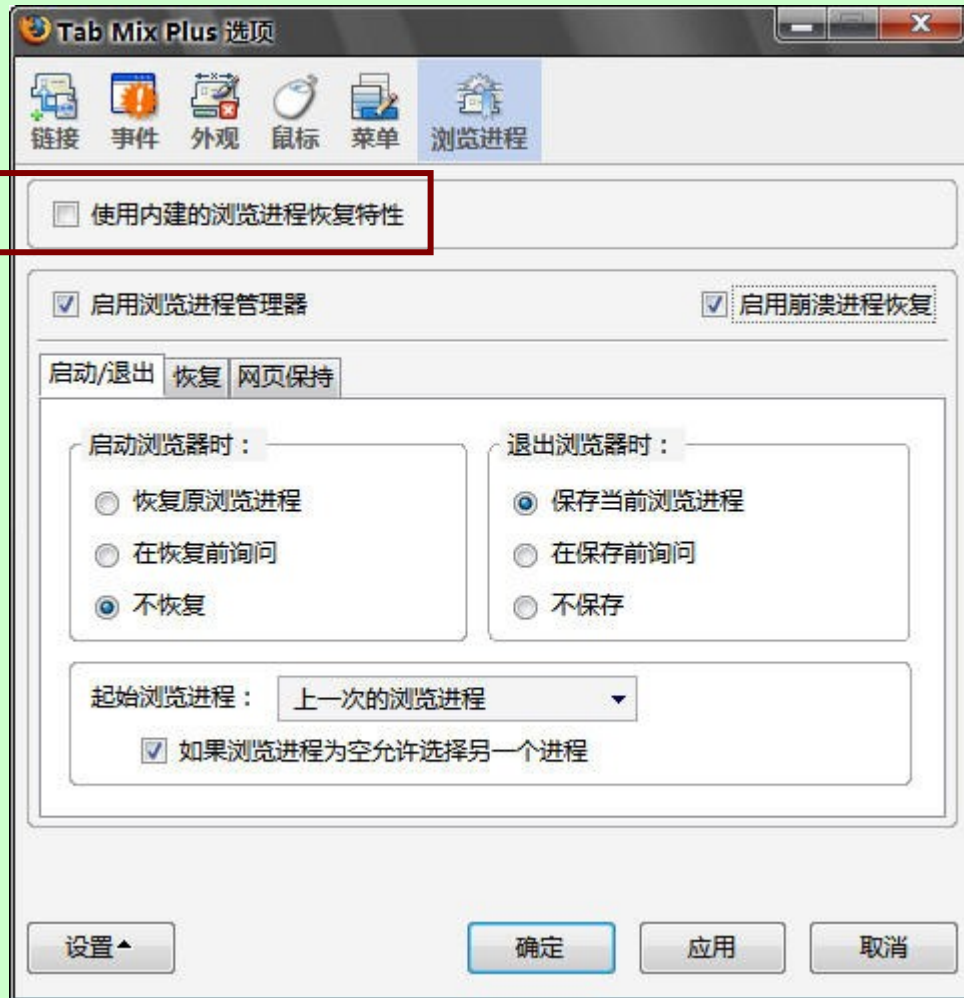 Tab Mix Plus 选项
链接 事件 外观 鼠标 菜单 浏览进程
使用内建的浏览进程恢复特性
启用浏览进程管理器 启用崩溃进程恢复
启动/退出 恢复 网页保持
启动浏览器时： 退出浏览器时：
恢复原浏览进程 保存当前浏览进程
在恢复前询问 在保存前询问
不恢复 不保存
起始浏览进程： 上一次的浏览进程
如果浏览进程为空允许选择另一个进程
设置 确定 应用 取消